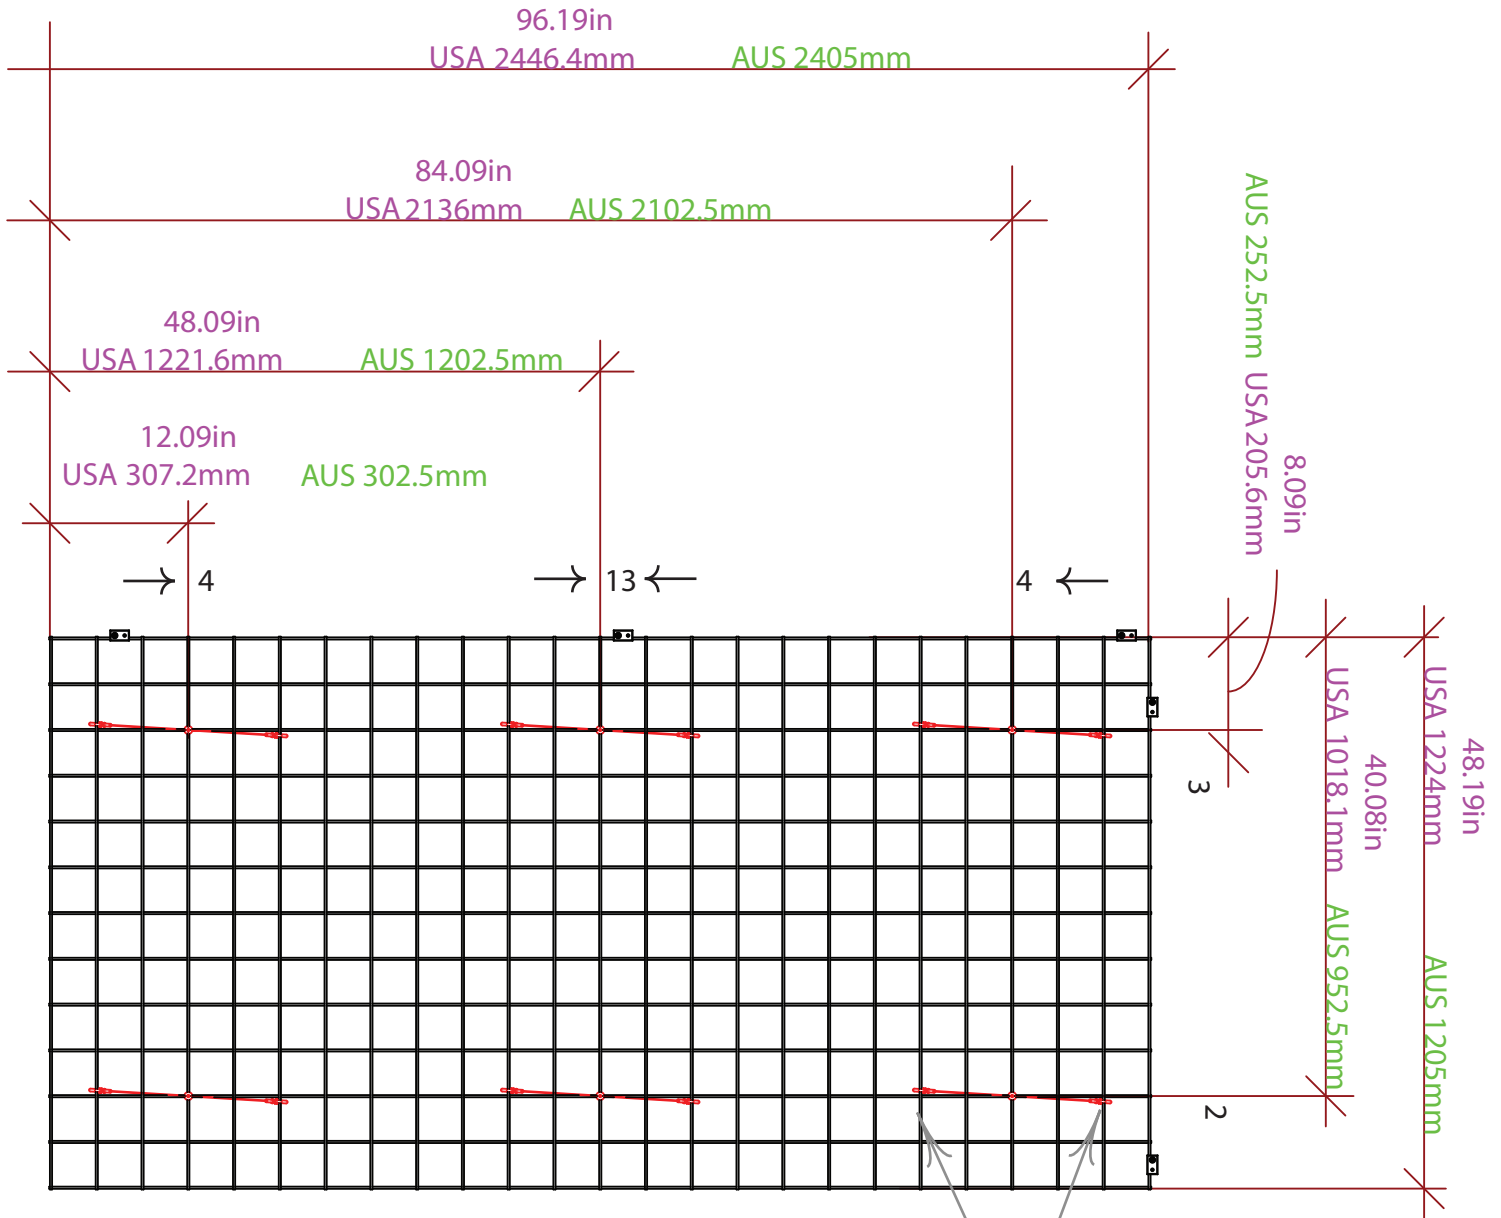 96.19in
USA 2446.4mm AUS 2405mm
84.09in
USA 2136mm AUS 2102.5mm
48.09in
USA 1221.6mm AUS 1202.5mm
12.09in
USA 307.2mm AUS 302.5mm
4
13
4
8.09in
AUS 252.5mm USA 205.6mm
3
40.08in
USA 1018.1mm AUS 952.5mm
2
48.19in
USA 1224mm AUS 1205mm